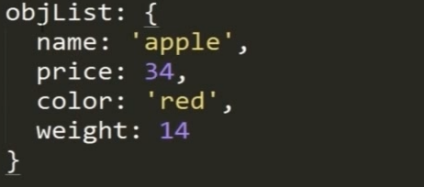 objList: {
  name: 'apple',
  price: 34,
  color: 'red',
  weight: 14
}